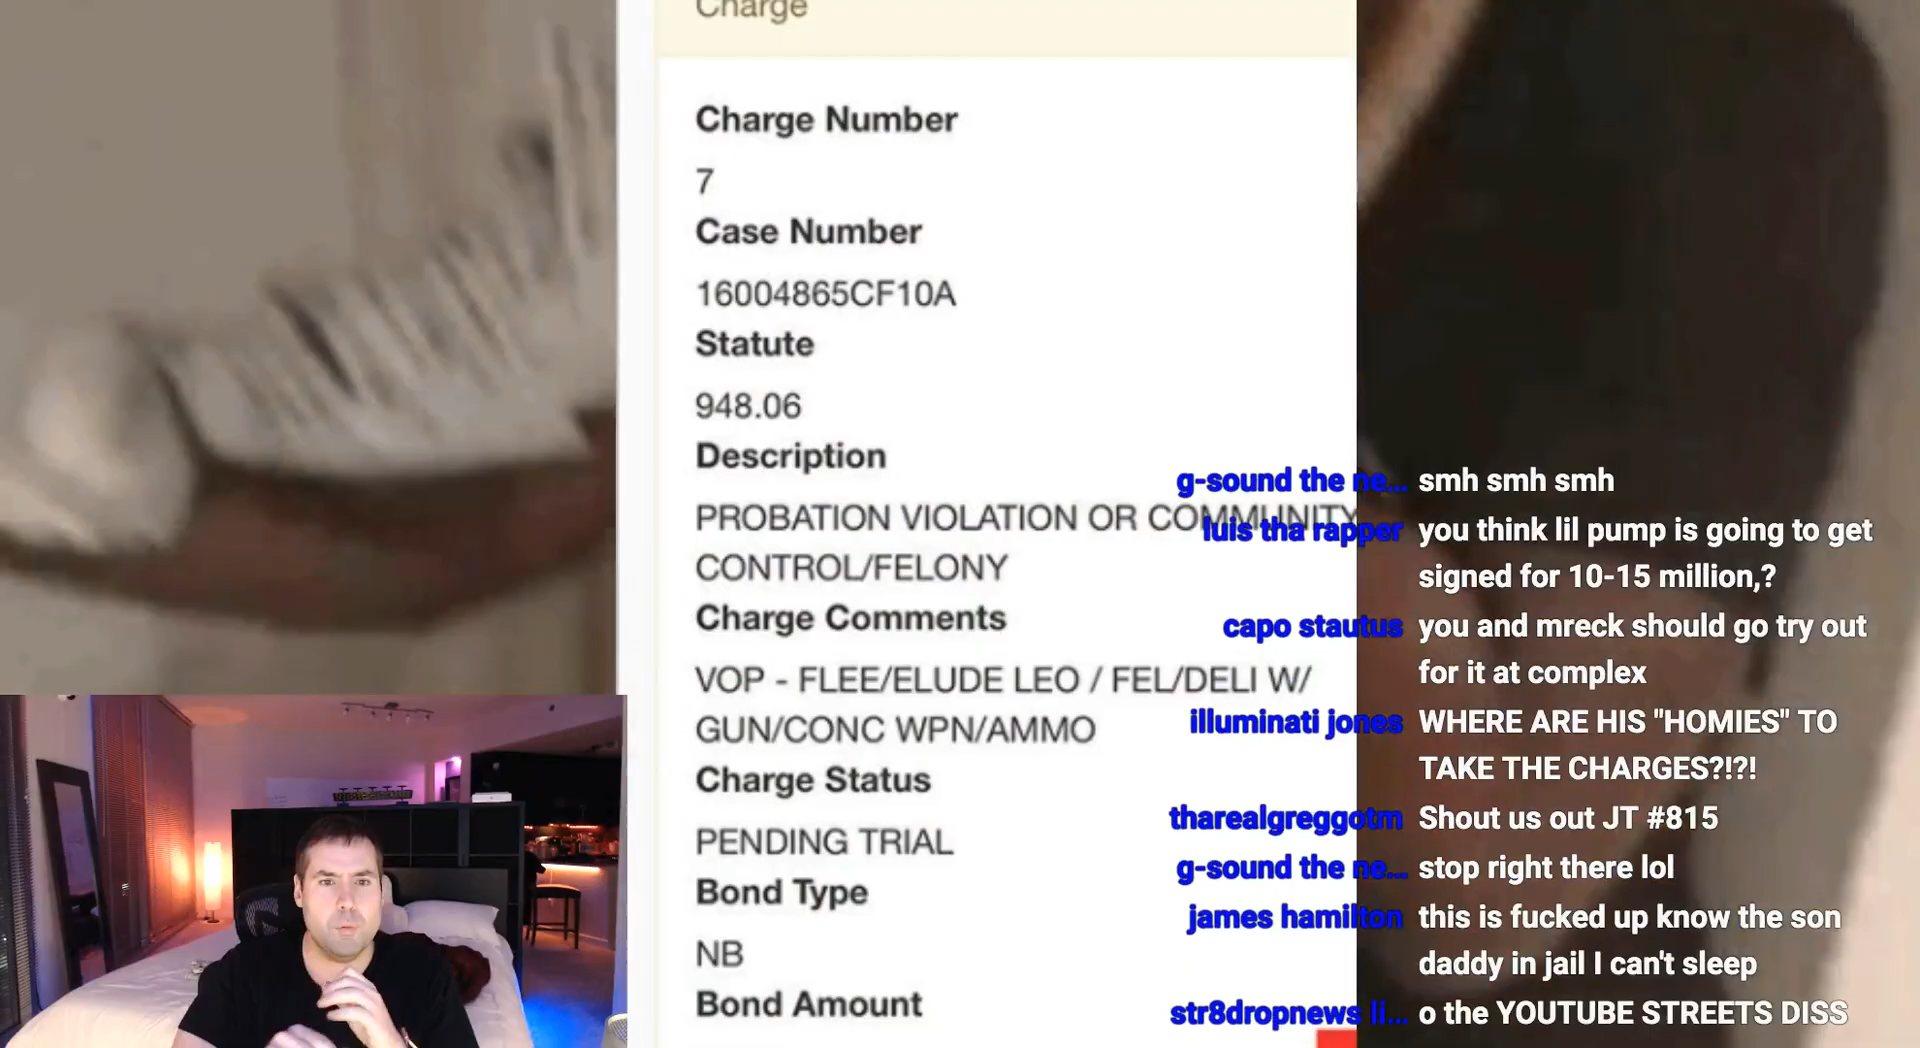 Charge
Charge Number
7
Case Number
16004865CF10A
Statute
948.06
Description
PROBATION VIOLATION OR COMMUNITY
CONTROL/FELONY
Charge Comments
VOP - FLEE/ELUDE LEO / FEL/DELI W/
GUN/CONC WPN/AMMO
Charge Status
PENDING TRIAL
Bond Type
NB
Bond Amount
g-sound the ne... smh smh smh
luis tha rapper you think lil pump is going to get
signed for 10-15 million,?
capo stautus you and mreck should go try out
for it at complex
illuminati jones WHERE ARE HIS "HOMIES" TO
TAKE THE CHARGES?!?!
tharealgreggotm Shout us out JT #815
g-sound the ne... stop right there lol
james hamilton this is fucked up know the son
daddy in jail I can't sleep
str8dropnews li... o the YOUTUBE STREETS DISS